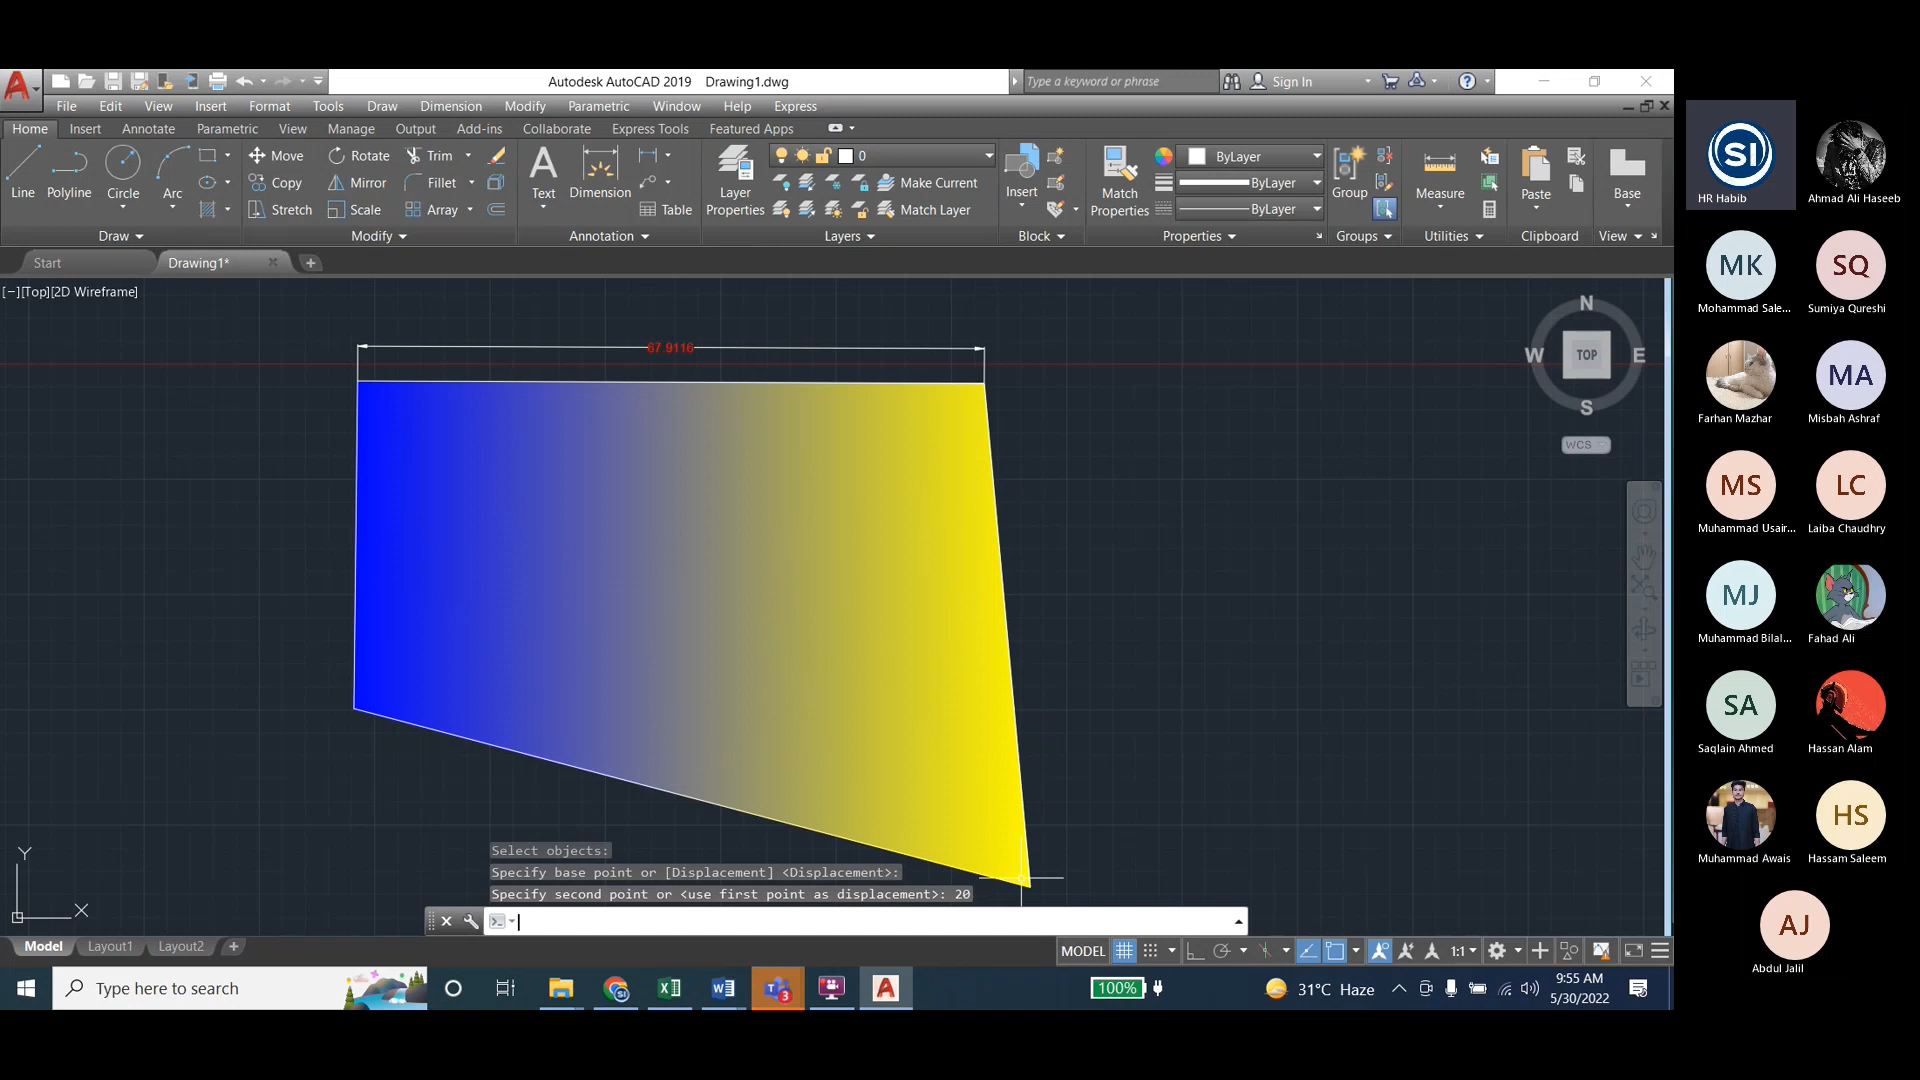 Autodesk AutoCAD 2019 Drawing1.dwg
Type a keyword or phrase
Sign In
File Edit View Insert Format Tools Draw Dimension Modify Parametric Window Help Express
Home Insert Annotate Parametric View Manage Output Add-ins Collaborate Express Tools Featured Apps
Line Polyline Circle Arc
Move Rotate Trim
Copy Mirror Fillet
Stretch Scale Array
Text Dimension Table
Layer Properties
0
Make Current
Match Layer
Insert
Match Properties
ByLayer
ByLayer
ByLayer
Group
Measure
Paste
Base
Draw Modify Annotation Layers Block Properties Groups Utilities Clipboard View
Start Drawing1*
[−][Top][2D Wireframe]
67.9116
N
W TOP E
S
WCS
Y
X
Select objects:
Specify base point or [Displacement] <Displacement>:
Specify second point or <use first point as displacement>: 20
Model Layout1 Layout2
MODEL
1:1
Type here to search
3
100%
31°C Haze
9:55 AM
5/30/2022
SI
HR Habib
Ahmad Ali Haseeb
MK
Mohammad Sale...
SQ
Sumiya Qureshi
Farhan Mazhar
MA
Misbah Ashraf
MS
Muhammad Usair...
LC
Laiba Chaudhry
MJ
Muhammad Bilal...
Fahad Ali
SA
Saqlain Ahmed
Hassan Alam
Muhammad Awais
HS
Hassam Saleem
AJ
Abdul Jalil